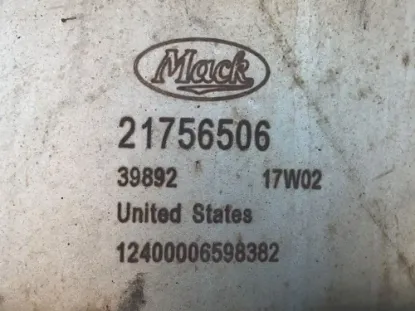 Mack
21756506
39892 17W02
United States
12400006598382